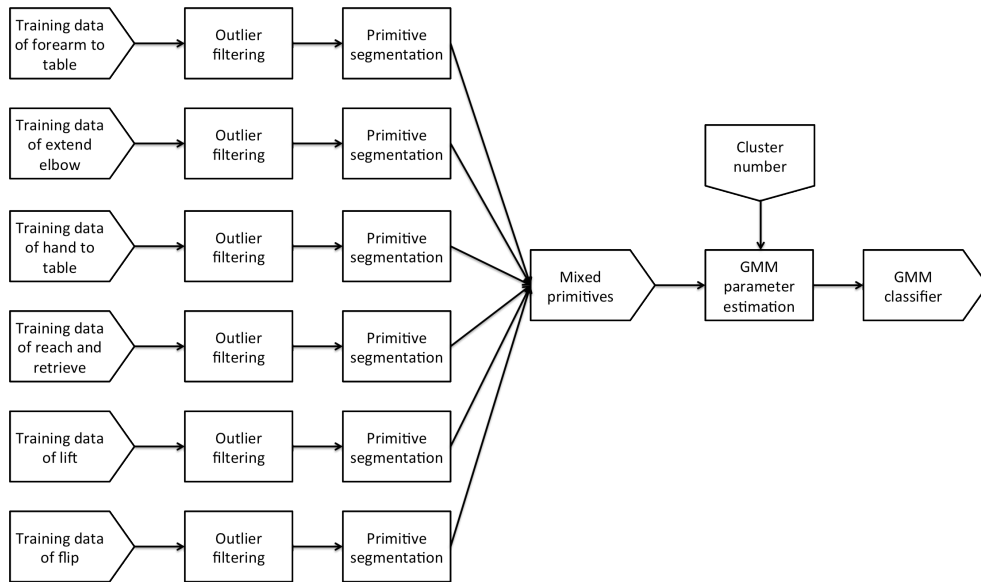 Training data
of forearm to
table
Outlier
filtering
Primitive
segmentation
Training data
of extend
elbow
Outlier
filtering
Primitive
segmentation
Cluster
number
Training data
of hand to
table
Outlier
filtering
Primitive
segmentation
Mixed
primitives
GMM
parameter
estimation
GMM
classifier
Training data
of reach and
retrieve
Outlier
filtering
Primitive
segmentation
Training data
of lift
Outlier
filtering
Primitive
segmentation
Training data
of flip
Outlier
filtering
Primitive
segmentation